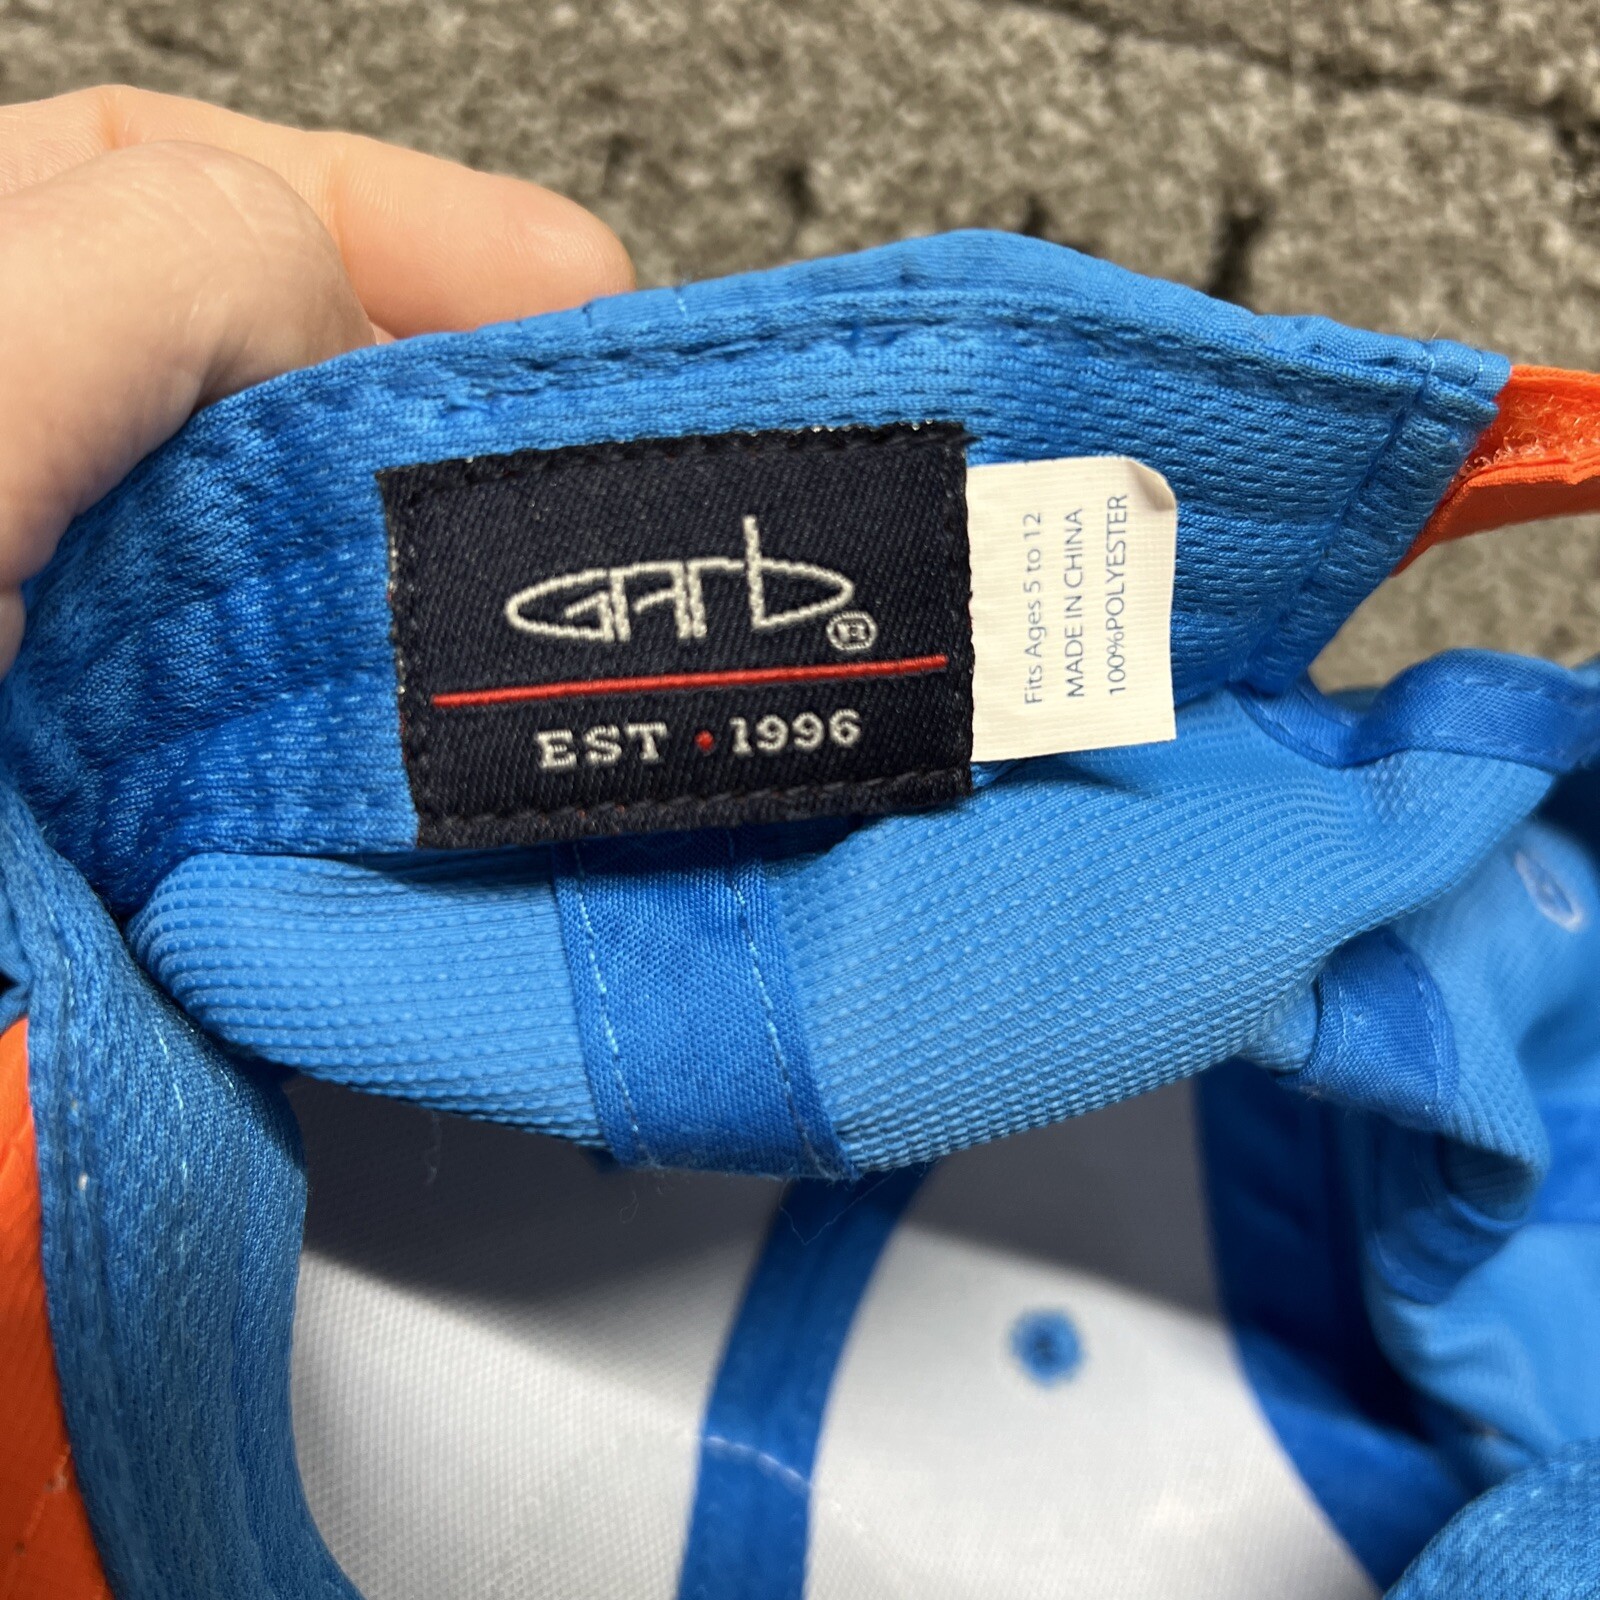 GArb®
EST • 1996
Fits Ages 5 to 12
MADE IN CHINA
100%POLYESTER